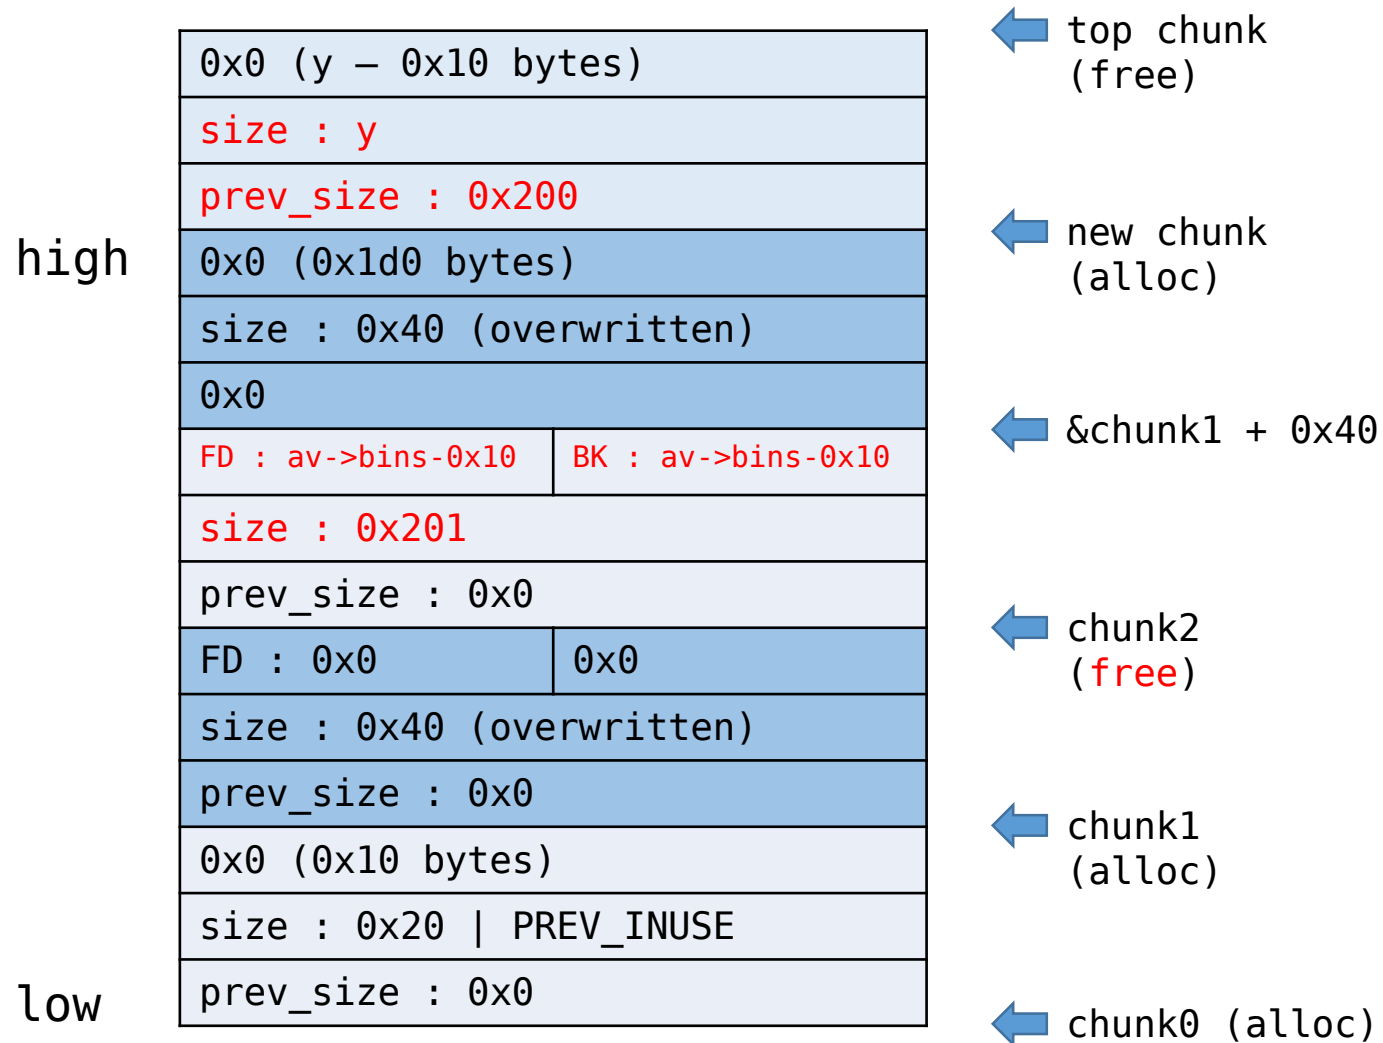 top chunk
(free)
0x0 (y – 0x10 bytes)
size : y
prev_size : 0x200
high
new chunk
(alloc)
0x0 (0x1d0 bytes)
size : 0x40 (overwritten)
0x0
&chunk1 + 0x40
FD : av->bins-0x10
BK : av->bins-0x10
size : 0x201
prev_size : 0x0
chunk2
(free)
FD : 0x0
0x0
size : 0x40 (overwritten)
prev_size : 0x0
chunk1
(alloc)
0x0 (0x10 bytes)
size : 0x20 | PREV_INUSE
prev_size : 0x0
low
chunk0 (alloc)